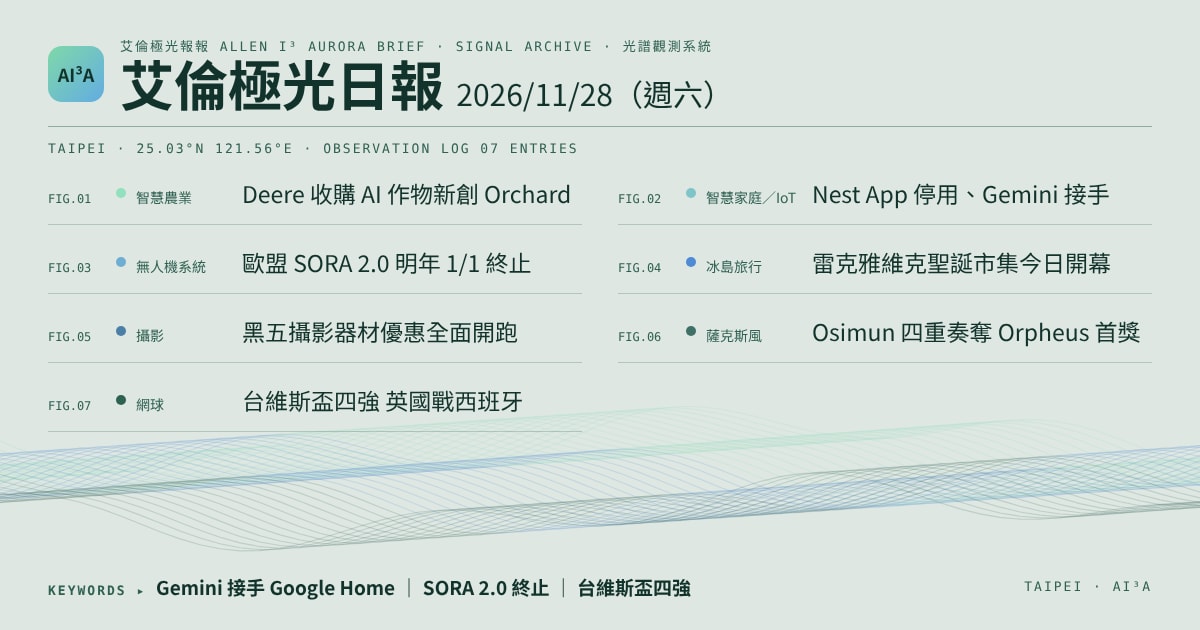 AI³A
艾倫極光報報 ALLEN I³ AURORA BRIEF · SIGNAL ARCHIVE · 光譜觀測系統
艾倫極光日報 2026/11/28（週六）
TAIPEI · 25.03°N 121.56°E · OBSERVATION LOG 07 ENTRIES
FIG.01 智慧農業 Deere 收購 AI 作物新創 Orchard
FIG.02 智慧家庭／IoT Nest App 停用、Gemini 接手
FIG.03 無人機系統 歐盟 SORA 2.0 明年 1/1 終止
FIG.04 冰島旅行 雷克雅維克聖誕市集今日開幕
FIG.05 攝影 黑五攝影器材優惠全面開跑
FIG.06 薩克斯風 Osimun 四重奏奪 Orpheus 首獎
FIG.07 網球 台維斯盃四強 英國戰西班牙
KEYWORDS ▸ Gemini 接手 Google Home｜SORA 2.0 終止｜台維斯盃四強
TAIPEI · AI³A